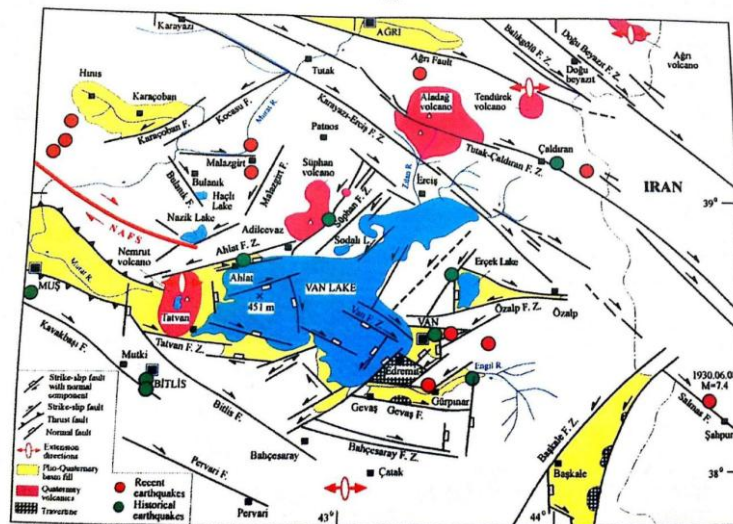 Karayazı
AĞRI
Balıkgölü F. Z.
Doğu Beyazıt F. Z.
Ağrı
volcano
Ağrı Fault
Doğu
beyazıt
Tutak
Hınıs
Karaçoban
Kocasu F.
Murat R.
Karaçoban F.
Karayazı-Erciş F. Z.
Aladağ
volcano
Tendürek
volcano
Patnos
Tutak-Çaldıran F. Z.
Çaldıran
Malazgirt
Bulanık
Bulanık F.
Malazgirt F.
Süphan
volcano
Süphan F. Z.
Zilan R.
Erciş
IRAN
39°
Haçlı
Lake
Nazik Lake
NAFS
Adilcevaz
Nemrut
volcano
Ahlat F. Z.
Sodalı L.
Erçek Lake
Murat R.
MUŞ
Ahlat
VAN LAKE
451 m
Van F. Z.
VAN
Özalp F. Z.
Özalp
Tatvan
Tatvan F. Z.
Kavakbaşı F.
Mutki
BİTLİS
Bitlis F.
Edremit
Engil R.
Gevaş
Gevaş F.
Gürpınar
1930.06.05
M=7.4
Salmas F.
Şahpur
Bahçesaray
Bahçesaray F. Z.
Başkale F. Z.
Başkale
Çatak
38°
Pervari F.
Pervari
43°
44°
Strike-slip fault
with normal
component
Strike-slip fault
Thrust fault
Normal fault
Extension
directions
Plio-Quaternary
basin fill
Quaternary
volcanics
Travertine
Recent
earthquakes
Historical
earthquakes